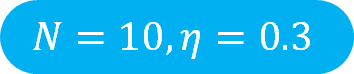 N = 10, η = 0.3